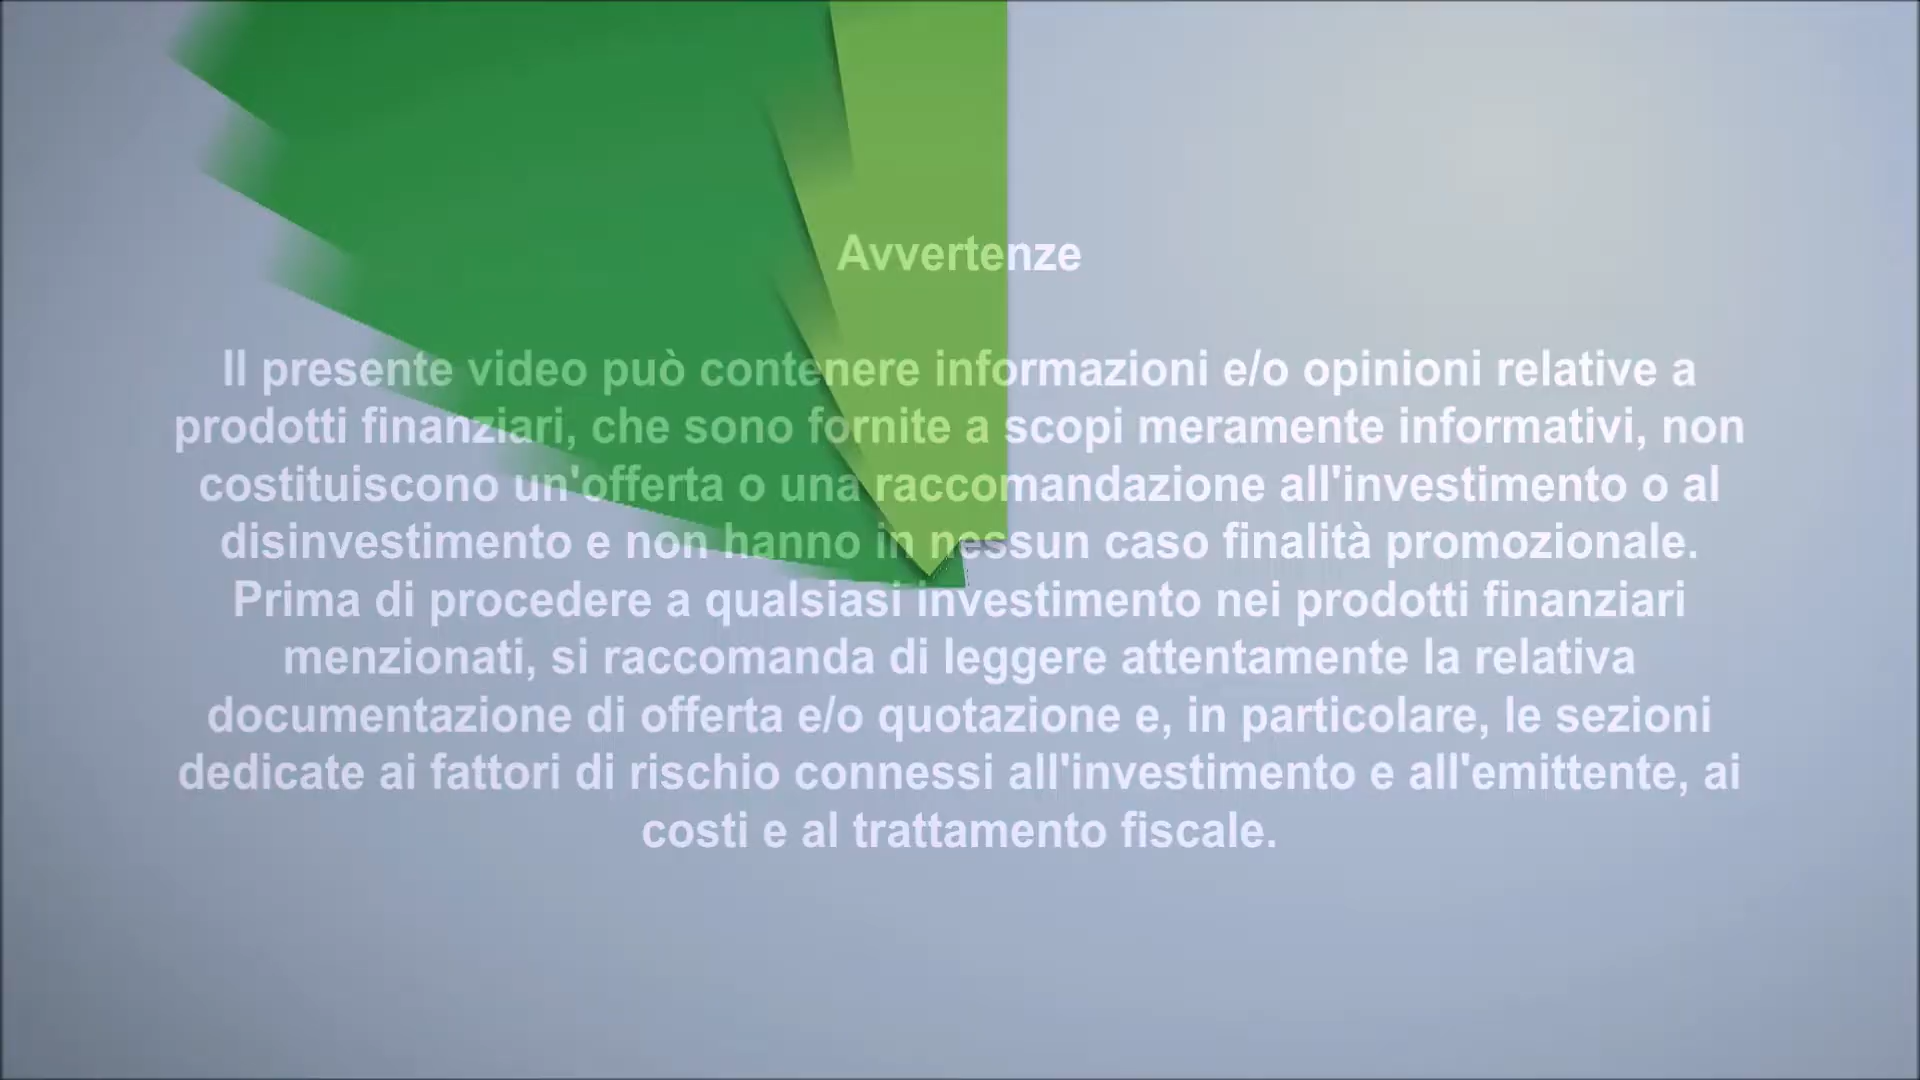 Avvertenze
Il presente video può contenere informazioni e/o opinioni relative a
prodotti finanziari, che sono fornite a scopi meramente informativi, non
costituiscono un'offerta o una raccomandazione all'investimento o al
disinvestimento e non hanno in nessun caso finalità promozionale.
Prima di procedere a qualsiasi investimento nei prodotti finanziari
menzionati, si raccomanda di leggere attentamente la relativa
documentazione di offerta e/o quotazione e, in particolare, le sezioni
dedicate ai fattori di rischio connessi all'investimento e all'emittente, ai
costi e al trattamento fiscale.